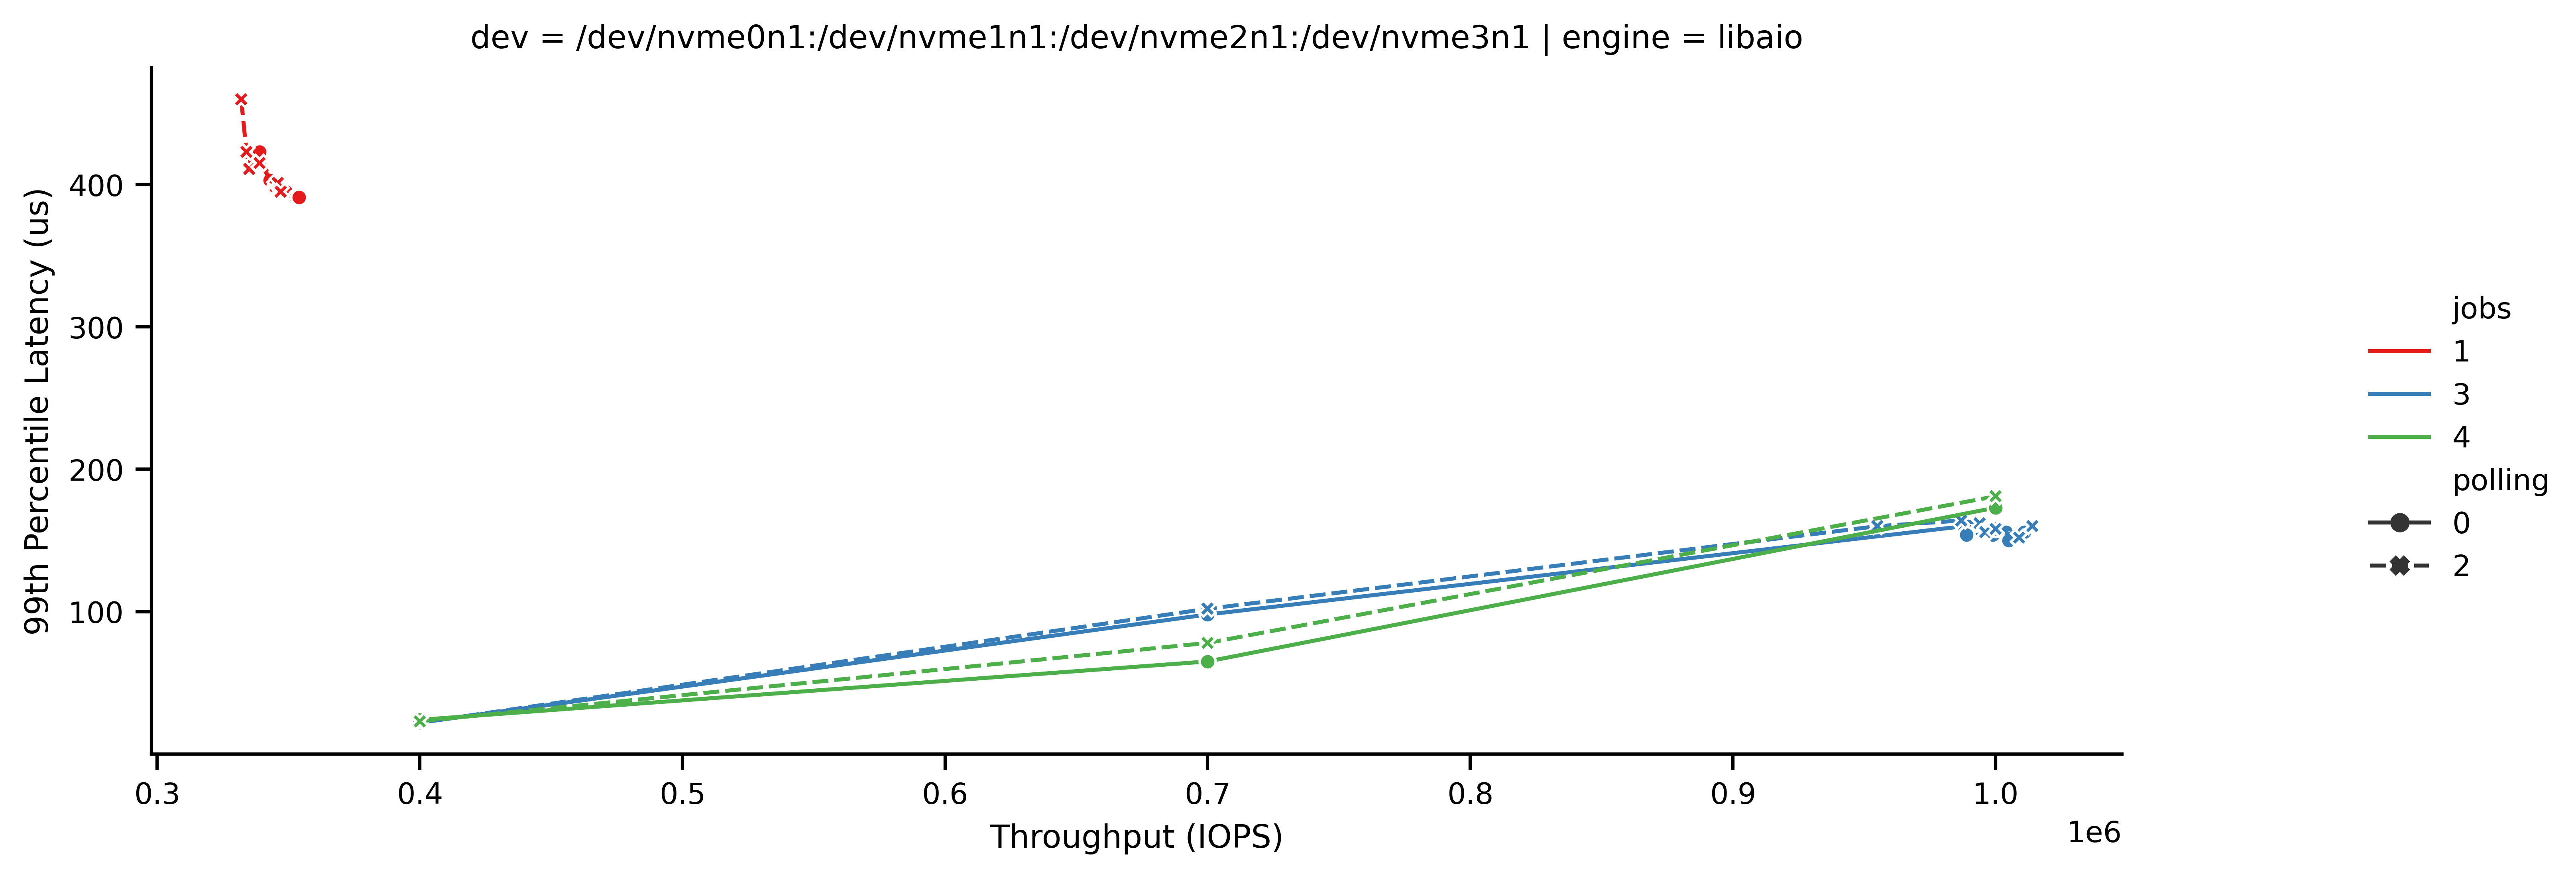 dev = /dev/nvme0n1:/dev/nvme1n1:/dev/nvme2n1:/dev/nvme3n1 | engine = libaio
99th Percentile Latency (us)
400
300
200
100
0.3 0.4 0.5 0.6 0.7 0.8 0.9 1.0
1e6
Throughput (IOPS)
jobs
1
3
4
polling
0
2